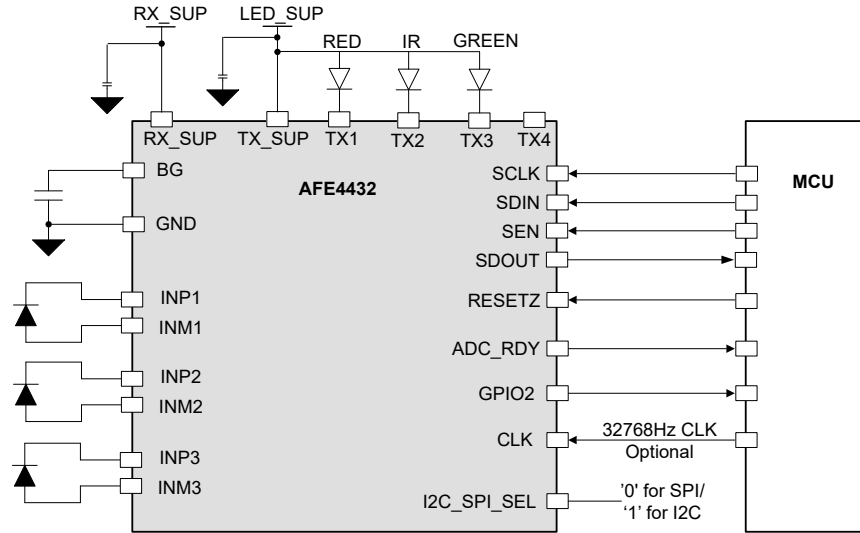 RX_SUP
LED_SUP
RED
IR
GREEN
RX_SUP
TX_SUP
TX1
TX2
TX3
TX4
BG
GND
AFE4432
MCU
SCLK
SDIN
SEN
SDOUT
RESETZ
ADC_RDY
GPIO2
CLK
32768Hz CLK
Optional
I2C_SPI_SEL
'0' for SPI/
‘1’ for I2C
INP1
INM1
INP2
INM2
INP3
INM3